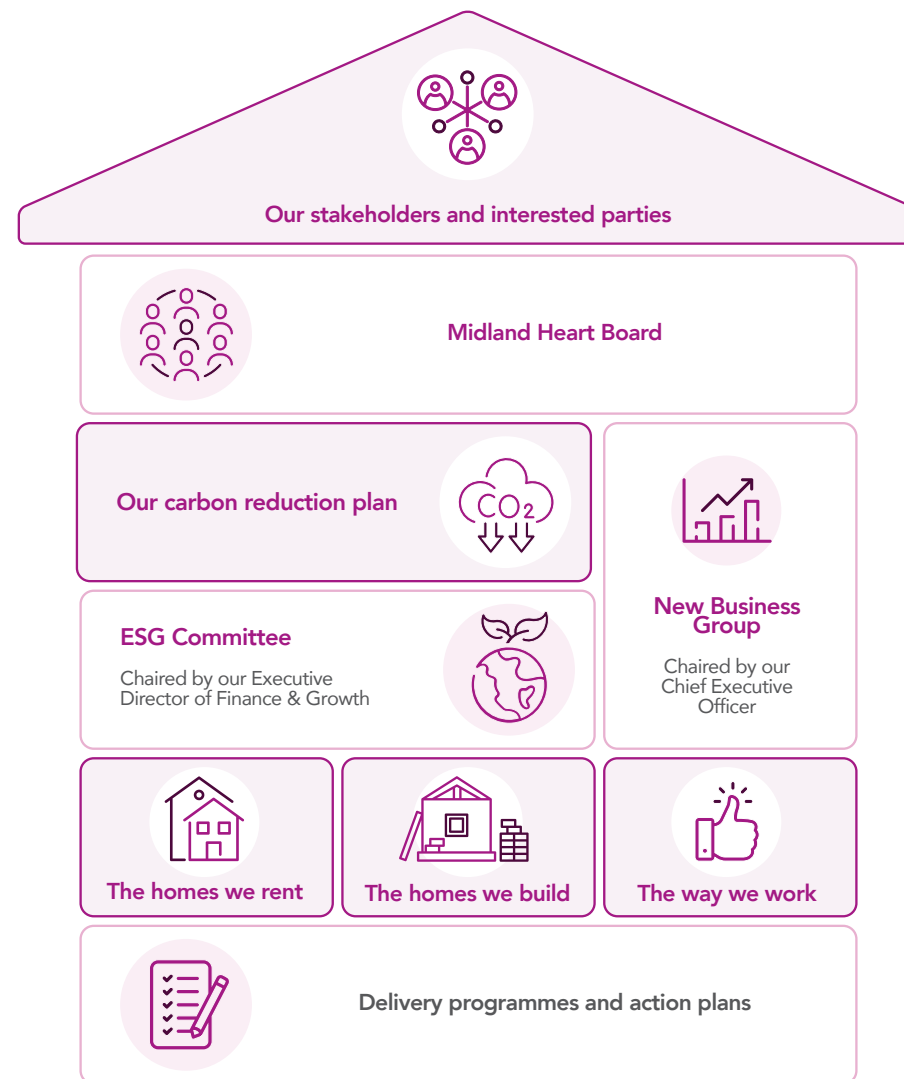 Our stakeholders and interested parties
Midland Heart Board
Our carbon reduction plan
CO2
ESG Committee
Chaired by our Executive
Director of Finance & Growth
New Business
Group
Chaired by our
Chief Executive
Officer
The homes we rent
The homes we build
The way we work
Delivery programmes and action plans